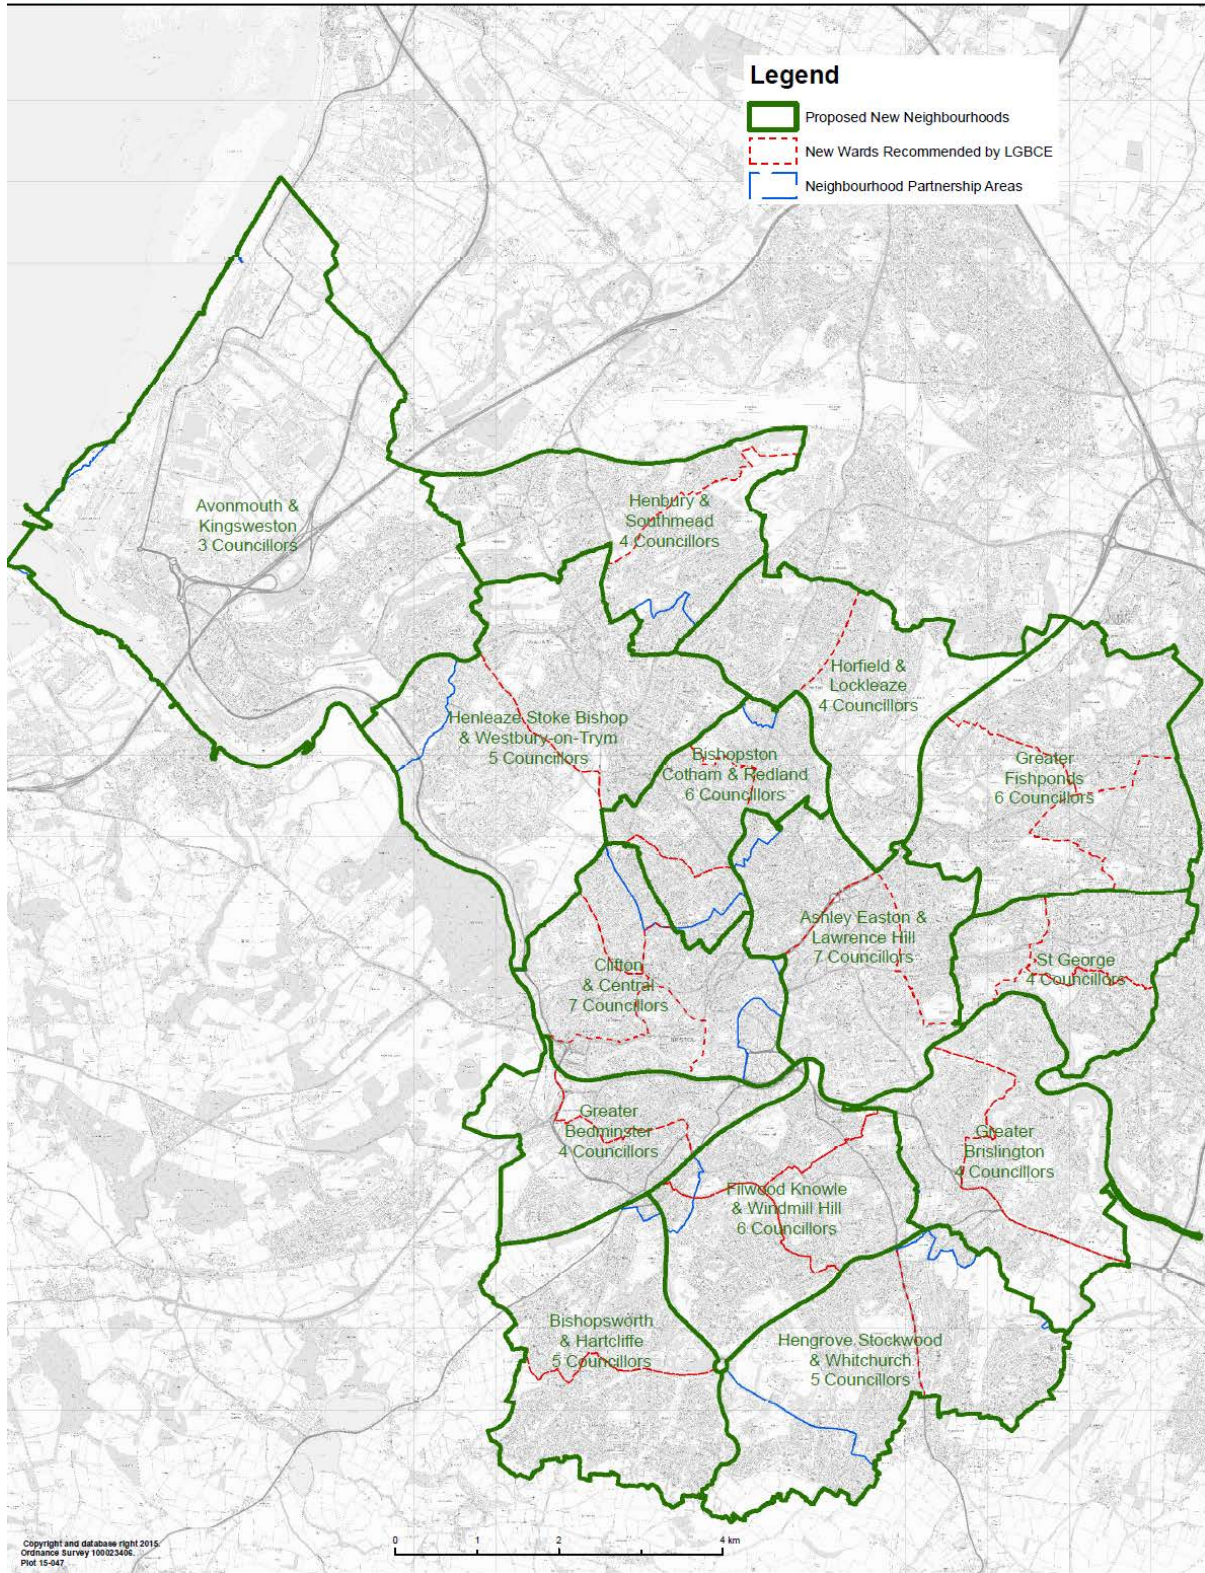 Legend
Proposed New Neighbourhoods
New Wards Recommended by LGBCE
Neighbourhood Partnership Areas
Avonmouth &
Kingsweston
3 Councillors
Henbury &
Southmead
4 Councillors
Horfield &
Lockleaze
4 Councillors
Henleaze Stoke Bishop
& Westbury-on-Trym
5 Councillors
Bishopston
Cotham & Redland
6 Councillors
Greater
Fishponds
6 Councillors
Ashley Easton &
Lawrence Hill
7 Councillors
St George
4 Councillors
Clifton
& Central
7 Councillors
BRISTOL
Greater
Bedminster
4 Councillors
Greater
Brislington
4 Councillors
Filwood Knowle
& Windmill Hill
6 Councillors
Bishopsworth
& Hartcliffe
5 Councillors
Hengrove Stockwood
& Whitchurch
5 Councillors
Copyright and database right 2015.
Ordnance Survey 100023406.
Plot 15-047
0 1 2 4 km